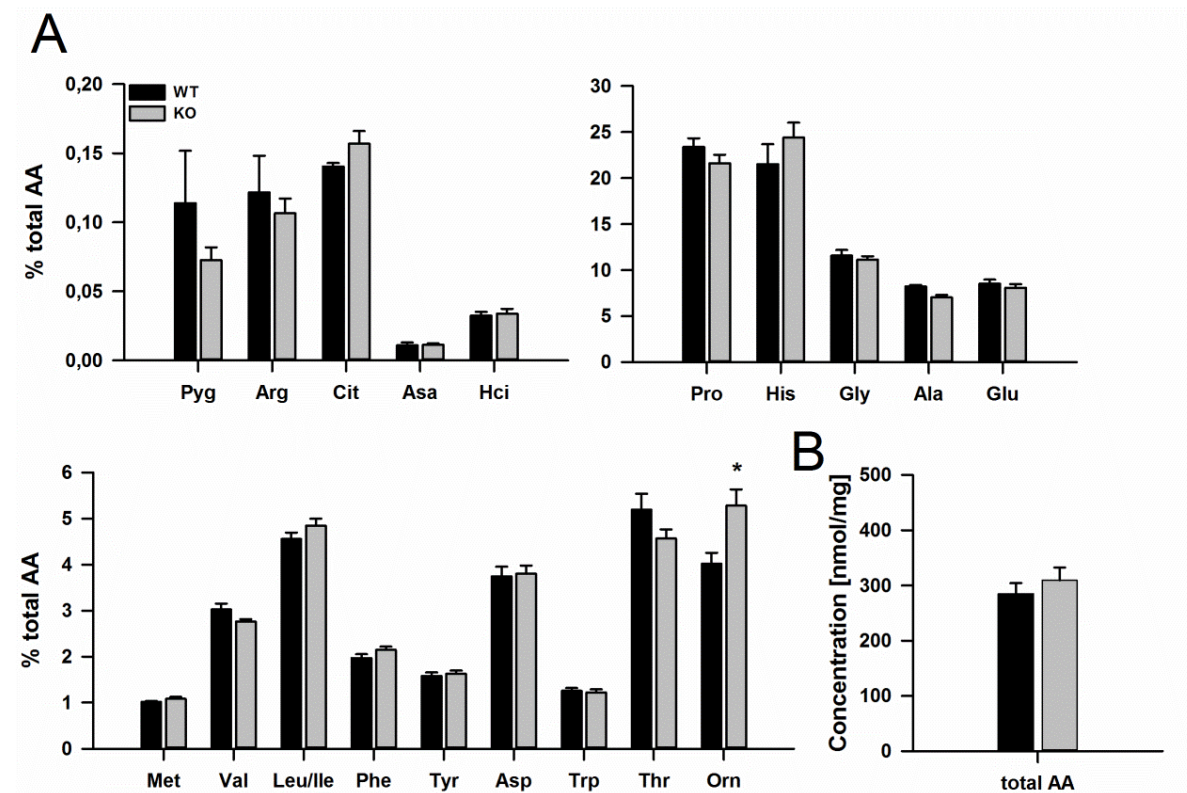 A
0,20
0,15
0,10
0,05
0,00
% total AA
WT
KO
Pyg Arg Cit Asa Hci
30
25
20
15
10
5
0
Pro His Gly Ala Glu
6
5
4
3
2
1
0
% total AA
*
Met Val Leu/Ile Phe Tyr Asp Trp Thr Orn
B
500
400
300
200
100
0
Concentration [nmol/mg]
total AA